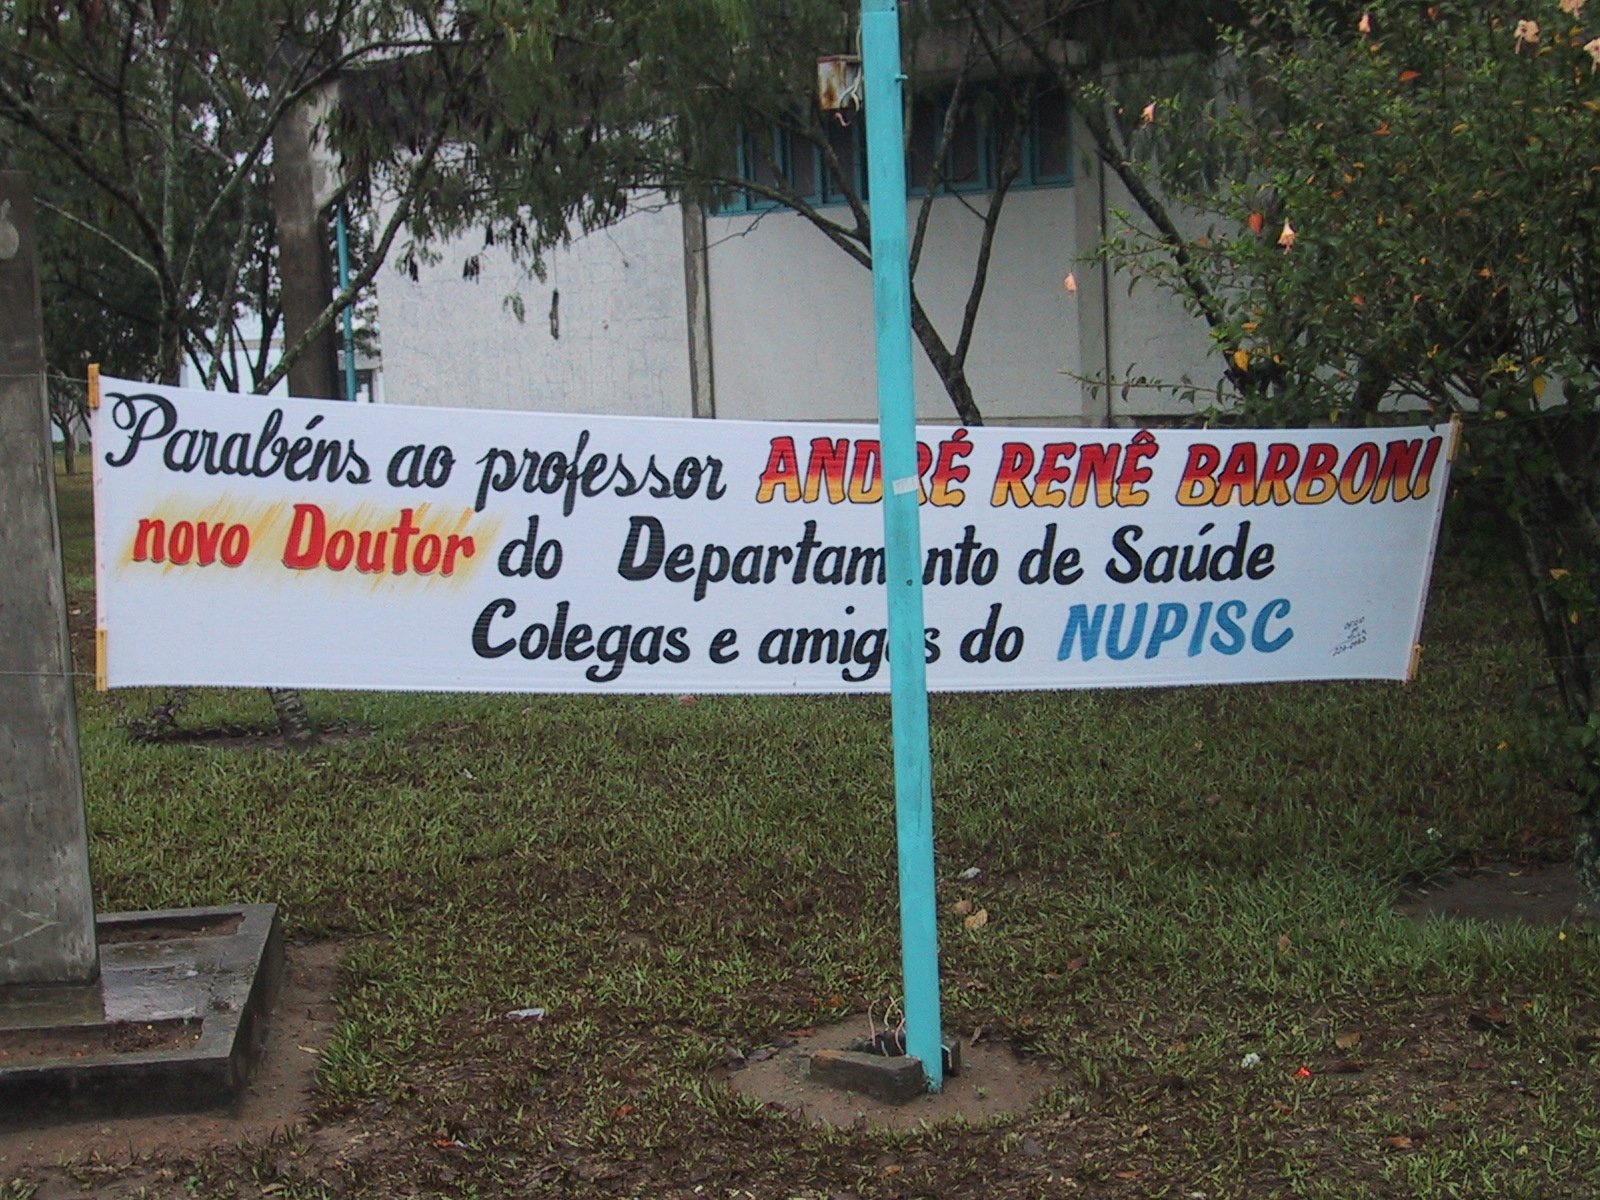 Parabéns ao professor ANDRÉ RENÊ BARBONI
novo Doutor do Departamento de Saúde
Colegas e amigos do NUPISC